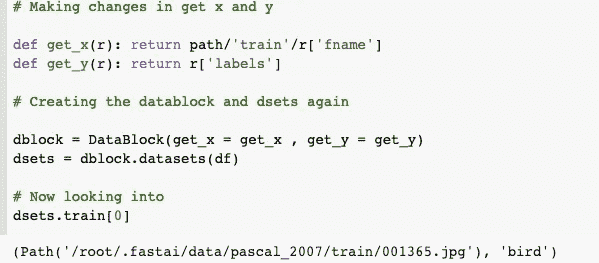 # Making changes in get x and y
def get_x(r): return path/'train'/r['fname']
def get_y(r): return r['labels']
# Creating the datablock and dsets again
dblock = DataBlock(get_x = get_x , get_y = get_y)
dsets = dblock.datasets(df)
# Now looking into
dsets.train[0]
(Path('/root/.fastai/data/pascal_2007/train/001365.jpg'), 'bird')